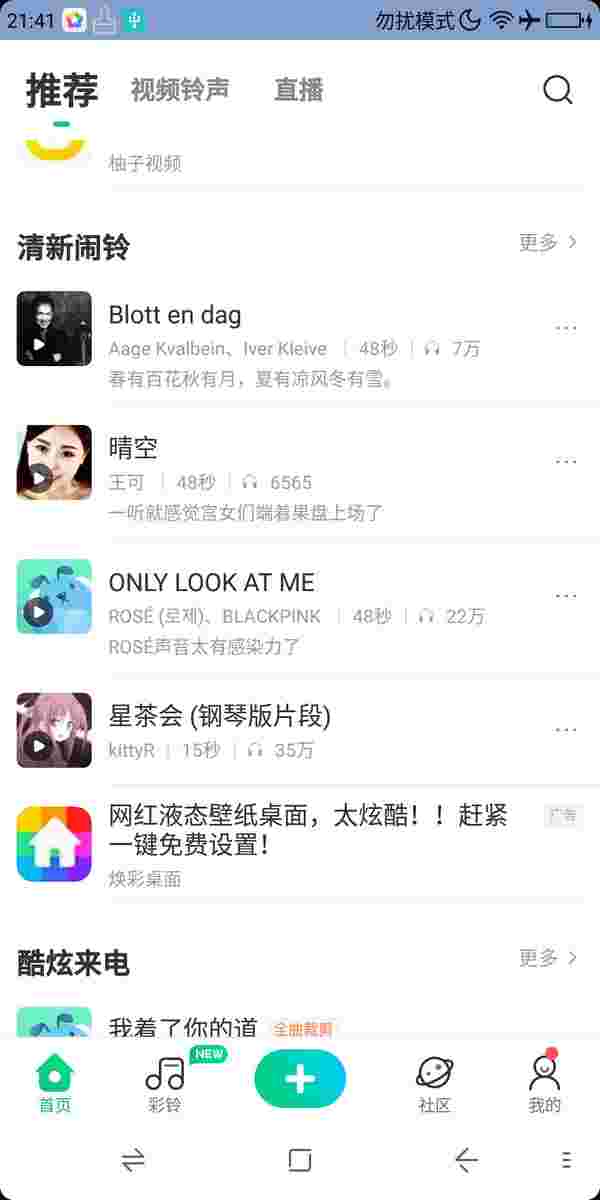 21:41 勿扰模式
推荐 视频铃声 直播
柚子视频
清新闹铃 更多
Blott en dag
Aage Kvalbein、Iver Kleive 48秒 7万
春有百花秋有月，夏有凉风冬有雪。
晴空
王可 48秒 6565
一听就感觉宫女们端着果盘上场了
ONLY LOOK AT ME
ROSÉ (로제)、BLACKPINK 48秒 22万
ROSÉ声音太有感染力了
星茶会 (钢琴版片段)
kittyR 15秒 35万
网红液态壁纸桌面，太炫酷！！赶紧 广告
一键免费设置！
焕彩桌面
酷炫来电 更多
我着了你的道 全曲裁剪
NEW
首页 彩铃 社区 我的